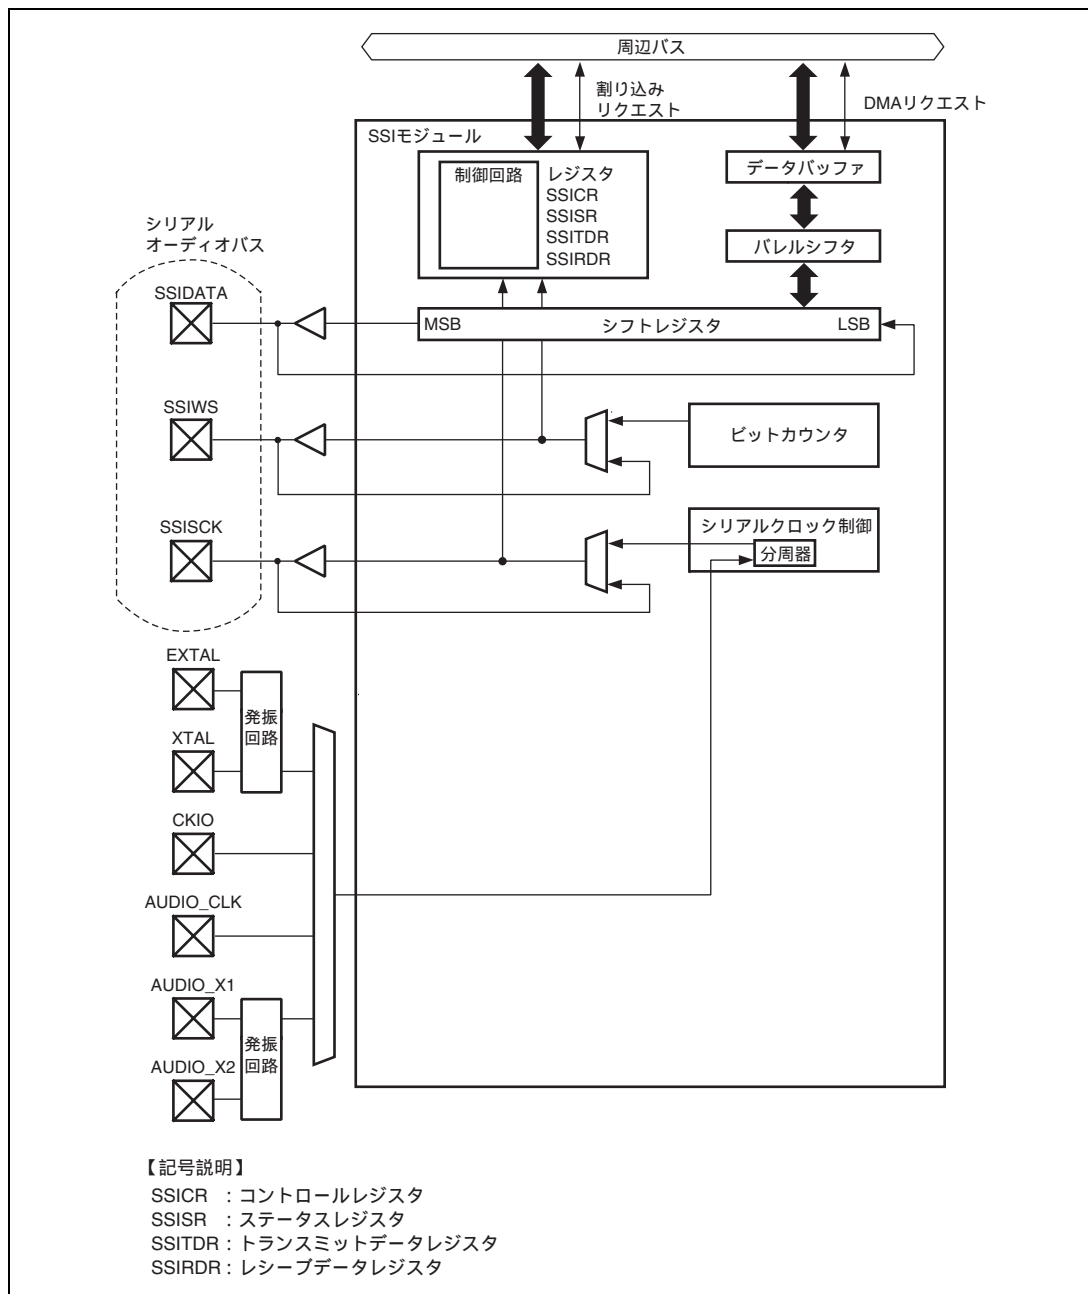 周辺バス
割り込み
リクエスト
DMAリクエスト
SSIモジュール
制御回路
レジスタ
SSICR
SSISR
SSITDR
SSIRDR
データバッファ
バレルシフタ
シリアル
オーディオバス
SSIDATA
MSB
シフトレジスタ
LSB
SSIWS
ビットカウンタ
SSISCK
シリアルクロック制御
分周器
EXTAL
発振
回路
XTAL
CKIO
AUDIO_CLK
AUDIO_X1
発振
回路
AUDIO_X2
【記号説明】
SSICR : コントロールレジスタ
SSISR : ステータスレジスタ
SSITDR : トランスミットデータレジスタ
SSIRDR : レシーブデータレジスタ